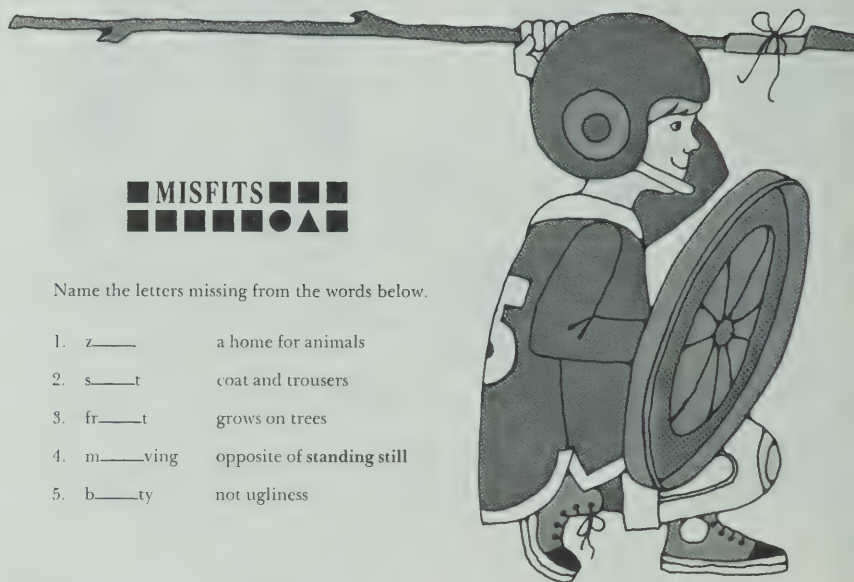 MISFITS
Name the letters missing from the words below.
1. z____ a home for animals
2. s____t coat and trousers
3. fr____t grows on trees
4. m____ving opposite of standing still
5. b____ty not ugliness